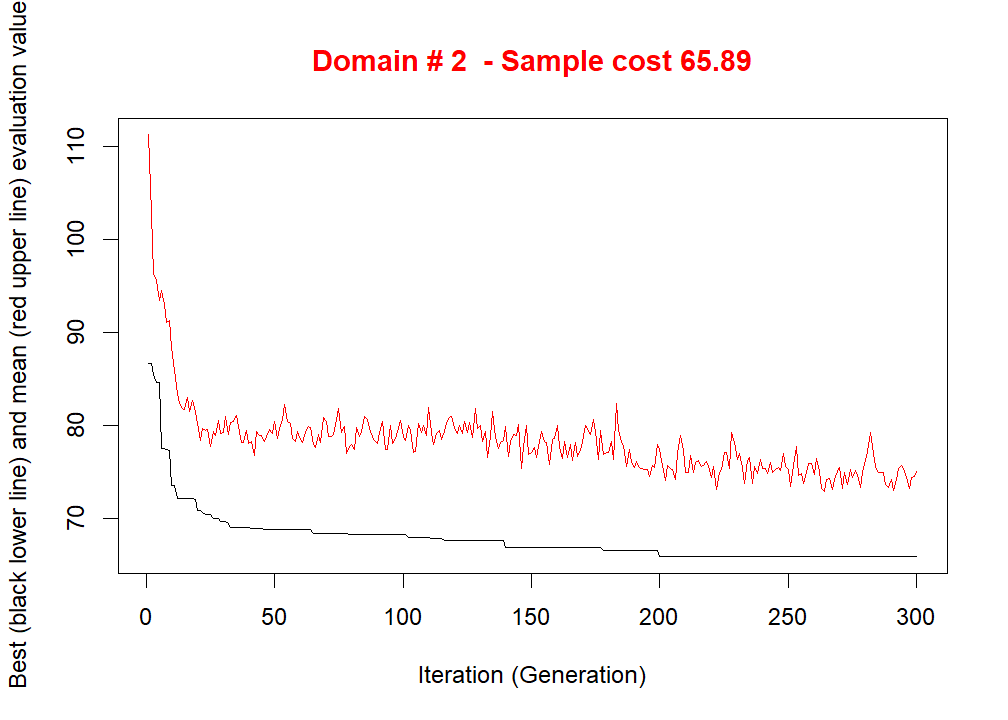 Domain # 2  - Sample cost 65.89
Best (black lower line) and mean (red upper line) evaluation value
110
100
90
80
70
0 50 100 150 200 250 300
Iteration (Generation)